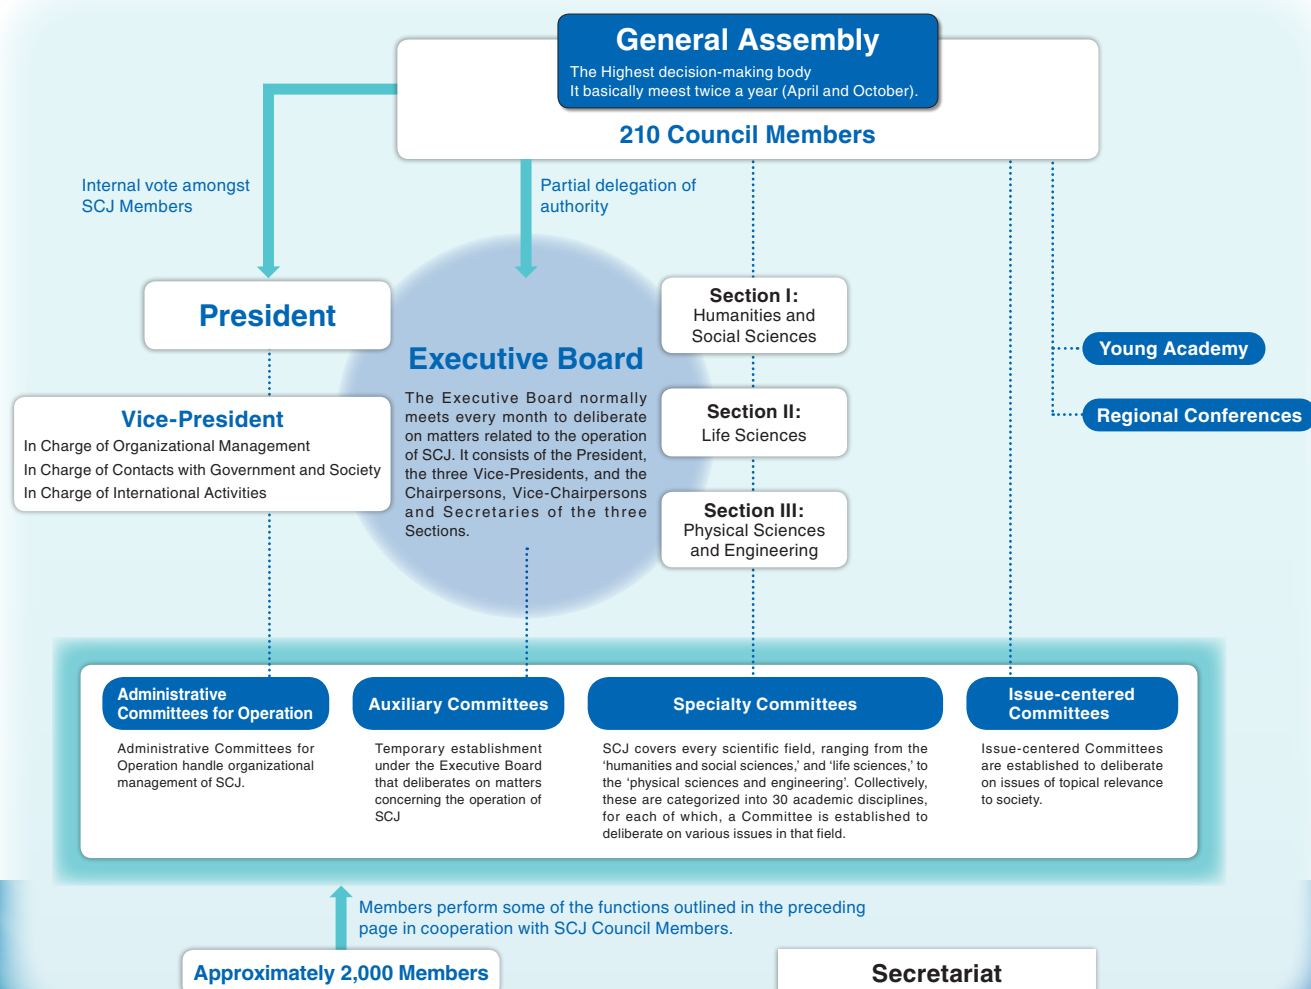 General Assembly
The Highest decision-making body
It basically meest twice a year (April and October).
210 Council Members
Internal vote amongst
SCJ Members
Partial delegation of
authority
President
Vice-President
In Charge of Organizational Management
In Charge of Contacts with Government and Society
In Charge of International Activities
Executive Board
The Executive Board normally
meets every month to deliberate
on matters related to the operation
of SCJ. It consists of the President,
the three Vice-Presidents, and the
Chairpersons, Vice-Chairpersons
and Secretaries of the three
Sections.
Section I:
Humanities and
Social Sciences
Section II:
Life Sciences
Section III:
Physical Sciences
and Engineering
Young Academy
Regional Conferences
Administrative
Committees for Operation
Administrative Committees for
Operation handle organizational
management of SCJ.
Auxiliary Committees
Temporary establishment
under the Executive Board
that deliberates on matters
concerning the operation of
SCJ
Specialty Committees
SCJ covers every scientific field, ranging from the
‘humanities and social sciences,’ and ‘life sciences,’ to
the ‘physical sciences and engineering’. Collectively,
these are categorized into 30 academic disciplines,
for each of which, a Committee is established to
deliberate on various issues in that field.
Issue-centered
Committees
Issue-centered Committees
are established to deliberate
on issues of topical relevance
to society.
Members perform some of the functions outlined in the preceding
page in cooperation with SCJ Council Members.
Approximately 2,000 Members
Secretariat